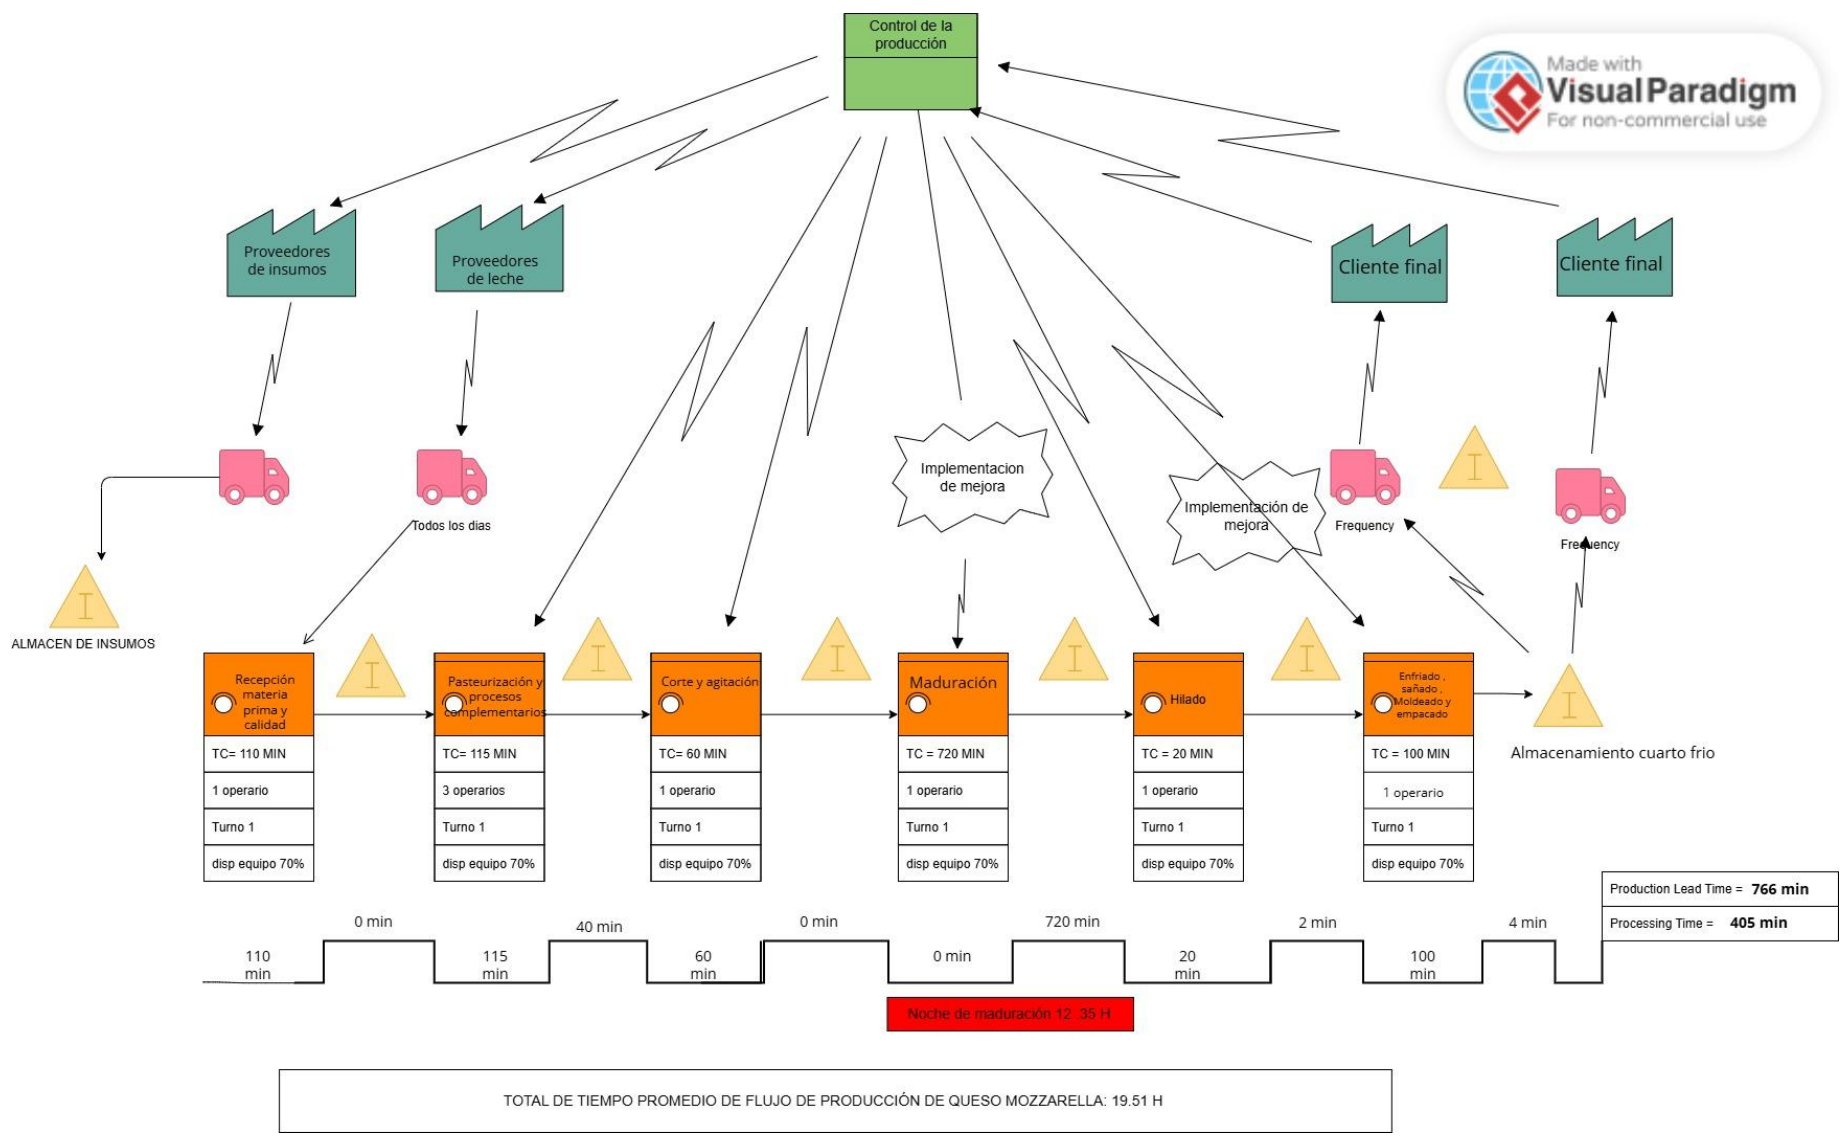 Control de la
producción
Made with
Visual Paradigm
For non-commercial use
Proveedores
de insumos
Proveedores
de leche
Cliente final
Cliente final
Implementacion
de mejora
Implementación de
mejora
Todos los dias
Frequency
Frequency
ALMACEN DE INSUMOS
I
I
I
I
I
I
I
I
Recepción
materia
prima y
calidad
TC= 110 MIN
1 operario
Turno 1
disp equipo 70%
Pasteurización y
procesos
complementarios
TC= 115 MIN
3 operarios
Turno 1
disp equipo 70%
Corte y agitación
TC= 60 MIN
1 operario
Turno 1
disp equipo 70%
Maduración
TC = 720 MIN
1 operario
Turno 1
disp equipo 70%
Hilado
TC = 20 MIN
1 operario
Turno 1
disp equipo 70%
Enfriado ,
sañado ,
Moldeado y
empacado
TC = 100 MIN
1 operario
Turno 1
disp equipo 70%
Almacenamiento cuarto frio
Production Lead Time = 766 min
Processing Time = 405 min
0 min
40 min
0 min
720 min
2 min
4 min
110
min
115
min
60
min
0 min
20
min
100
min
Noche de maduración 12 .35 H
TOTAL DE TIEMPO PROMEDIO DE FLUJO DE PRODUCCIÓN DE QUESO MOZZARELLA: 19.51 H